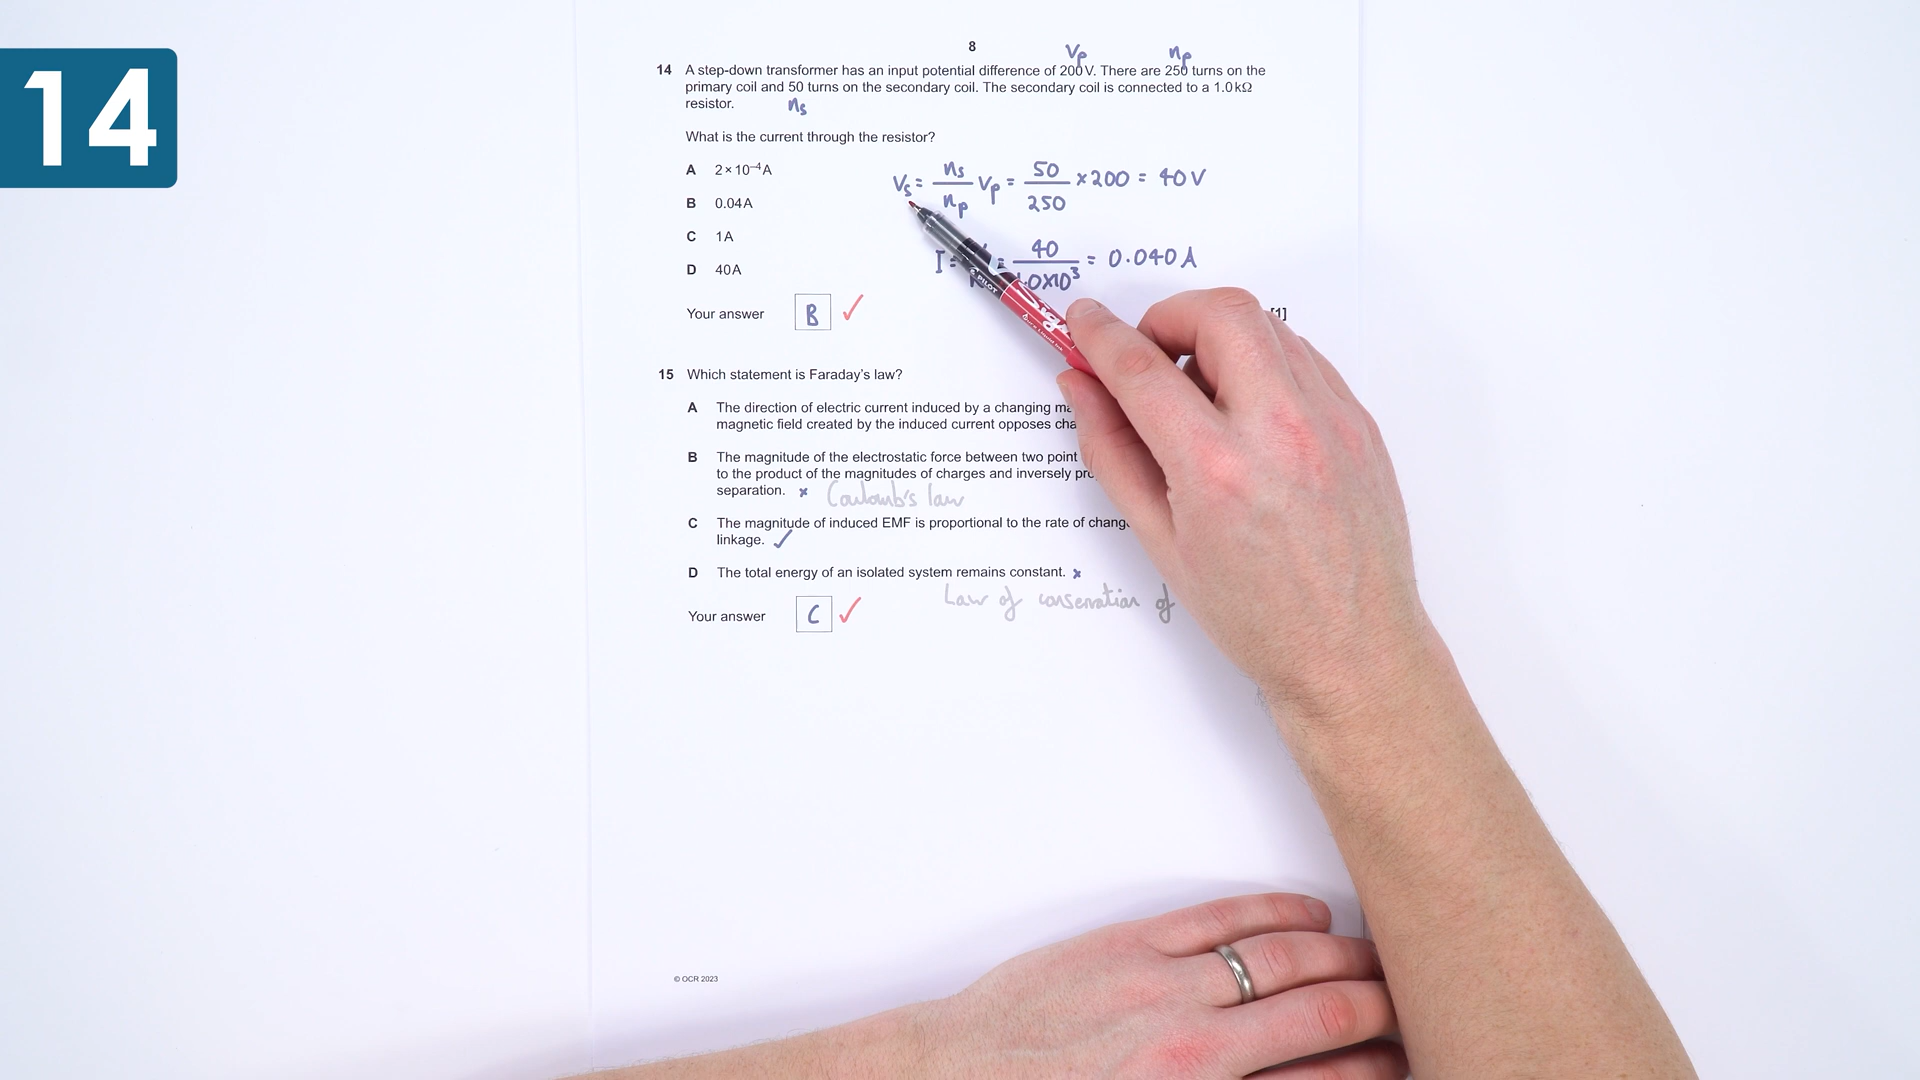 14
8
Vp np
14 A step-down transformer has an input potential difference of 200 V. There are 250 turns on the
primary coil and 50 turns on the secondary coil. The secondary coil is connected to a 1.0 kΩ
resistor. ns
What is the current through the resistor?
A 2 × 10⁻⁴ A
Vs = ns/np Vp = 50/250 × 200 = 40 V
B 0.04 A
C 1 A
I = = 40/1.0×10³ = 0.040 A
D 40 A
Your answer B ✓ [1]
15 Which statement is Faraday's law?
A The direction of electric current induced by a changing
magnetic field created by the induced current opposes
B The magnitude of the electrostatic force between two point
to the product of the magnitudes of charges and inversely
separation. × Coulomb's law
C The magnitude of induced EMF is proportional to the rate of change
linkage. ✓
D The total energy of an isolated system remains constant. ×
Law of conservation of
Your answer C ✓
© OCR 2023
PILOT